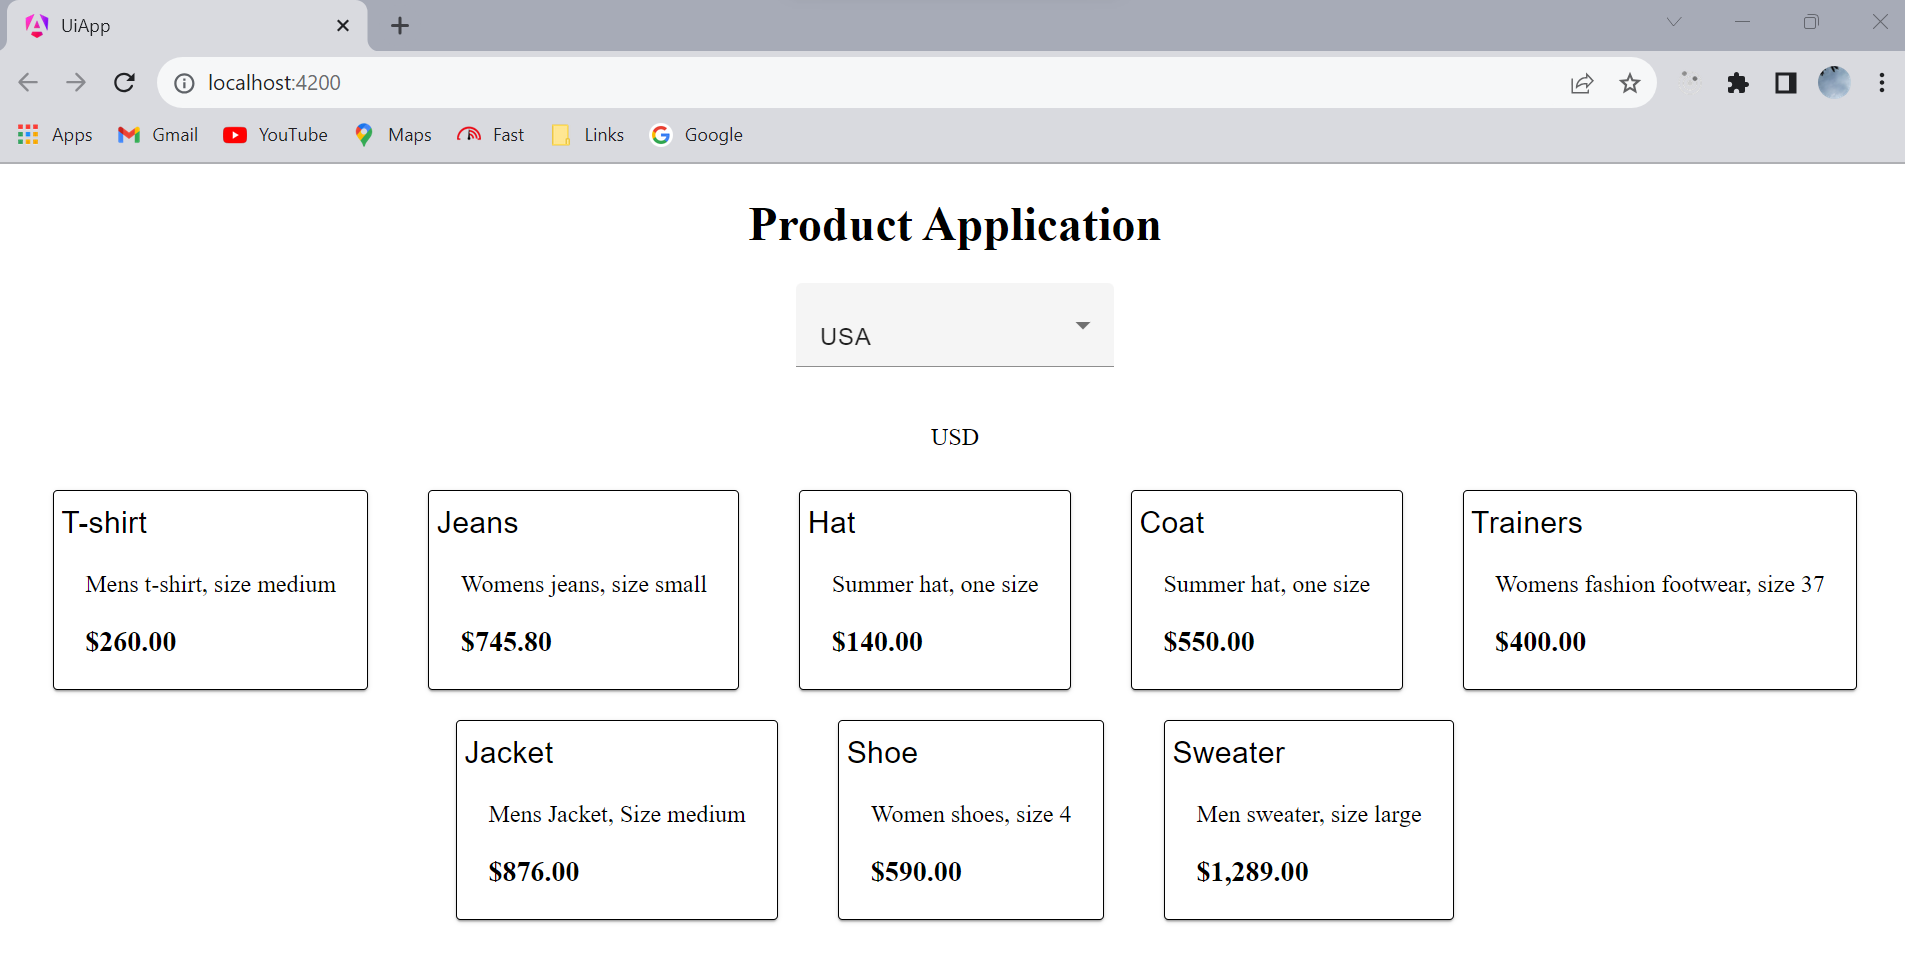 UiApp
localhost:4200
Apps Gmail YouTube Maps Fast Links Google
Product Application
USA
USD
T-shirt
Mens t-shirt, size medium
$260.00
Jeans
Womens jeans, size small
$745.80
Hat
Summer hat, one size
$140.00
Coat
Summer hat, one size
$550.00
Trainers
Womens fashion footwear, size 37
$400.00
Jacket
Mens Jacket, Size medium
$876.00
Shoe
Women shoes, size 4
$590.00
Sweater
Men sweater, size large
$1,289.00